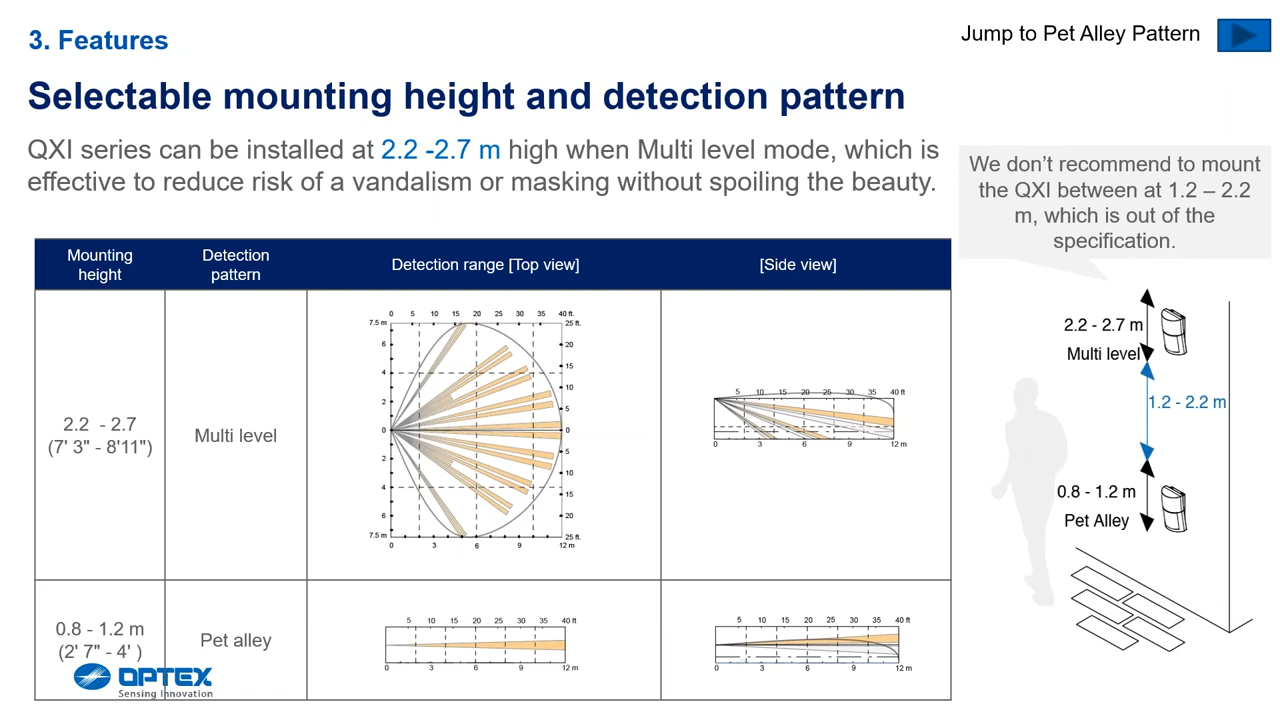 3. Features
Jump to Pet Alley Pattern
Selectable mounting height and detection pattern
QXI series can be installed at 2.2 -2.7 m high when Multi level mode, which is
effective to reduce risk of a vandalism or masking without spoiling the beauty.
We don’t recommend to mount
the QXI between at 1.2 – 2.2
m, which is out of the
specification.
Mounting
height
Detection
pattern
Detection range [Top view]
[Side view]
2.2 - 2.7
(7' 3" - 8'11")
Multi level
0 5 10 15 20 25 30 35 40 ft.
7.5 m 25 ft.
6 20
15
4
10
2 5
0 0
2 5
10
4
15
6 20
7.5 m 25 ft.
0 3 6 9 12 m
5 10 15 20 25 30 35 40 ft
0 3 6 9 12 m
0.8 - 1.2 m
(2' 7" - 4' )
Pet alley
5 10 15 20 25 30 35 40 ft
0 3 6 9 12 m
5 10 15 20 25 30 35 40 ft
0 3 6 9 12 m
2.2 - 2.7 m
Multi level
1.2 - 2.2 m
0.8 - 1.2 m
Pet Alley
OPTEX
Sensing Innovation